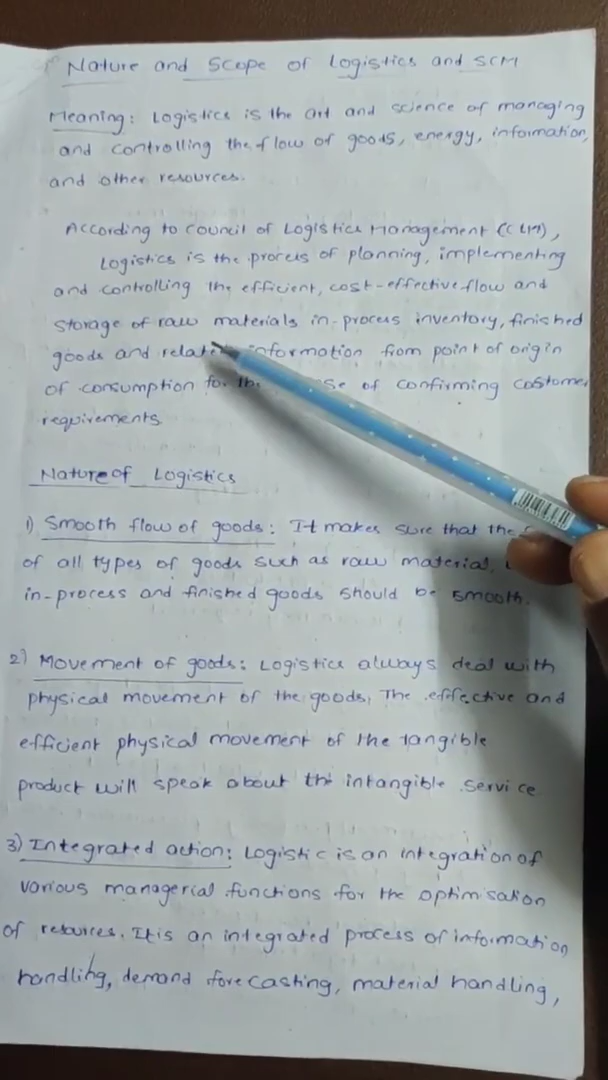 Nature and Scope of Logistics and SCM
Meaning: Logistics is the art and science of managing
and controlling the flow of goods, energy, information,
and other resources.
According to Council of Logistics Management (CLM),
Logistics is the process of planning, implementing
and controlling the efficient, cost-effective flow and
storage of raw materials in-process inventory, finished
goods and information from point of origin
of consumption for of confirming costomer
requirements
Nature of Logistics
1) Smooth flow of goods: It makes sure that the
of all types of goods such as raw material,
in-process and finished goods should be smooth.
2) Movement of goods: Logistics always deal with
physical movement of the goods, The effective and
efficient physical movement of the tangible
product will speak about the intangible service
3) Integrated action: Logistic is an integration of
various managerial functions for the optimisation
of resources. It is an integrated process of information
handling, demand forecasting, material handling,